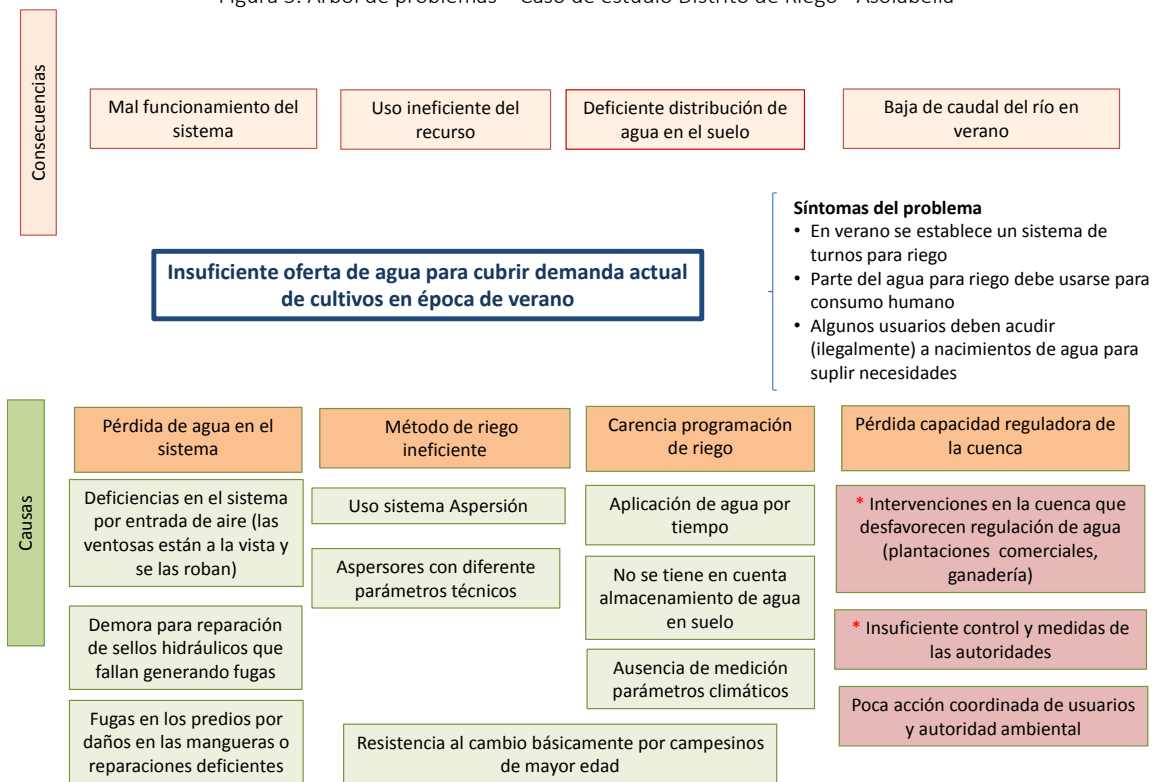 Figura 3. Árbol de problemas – Caso de estudio Distrito de Riego - Asolabella
Consecuencias
Mal funcionamiento del
sistema
Uso ineficiente del
recurso
Deficiente distribución de
agua en el suelo
Baja de caudal del río en
verano
Insuficiente oferta de agua para cubrir demanda actual
de cultivos en época de verano
Síntomas del problema
• En verano se establece un sistema de
turnos para riego
• Parte del agua para riego debe usarse para
consumo humano
• Algunos usuarios deben acudir
(ilegalmente) a nacimientos de agua para
suplir necesidades
Causas
Pérdida de agua en el
sistema
Deficiencias en el sistema
por entrada de aire (las
ventosas están a la vista y
se las roban)
Demora para reparación
de sellos hidráulicos que
fallan generando fugas
Fugas en los predios por
daños en las mangueras o
reparaciones deficientes
Método de riego
ineficiente
Uso sistema Aspersión
Aspersores con diferente
parámetros técnicos
Carencia programación
de riego
Aplicación de agua por
tiempo
No se tiene en cuenta
almacenamiento de agua
en suelo
Ausencia de medición
parámetros climáticos
Resistencia al cambio básicamente por campesinos
de mayor edad
Pérdida capacidad reguladora de
la cuenca
* Intervenciones en la cuenca que
desfavorecen regulación de agua
(plantaciones comerciales,
ganadería)
* Insuficiente control y medidas de
las autoridades
Poca acción coordinada de usuarios
y autoridad ambiental